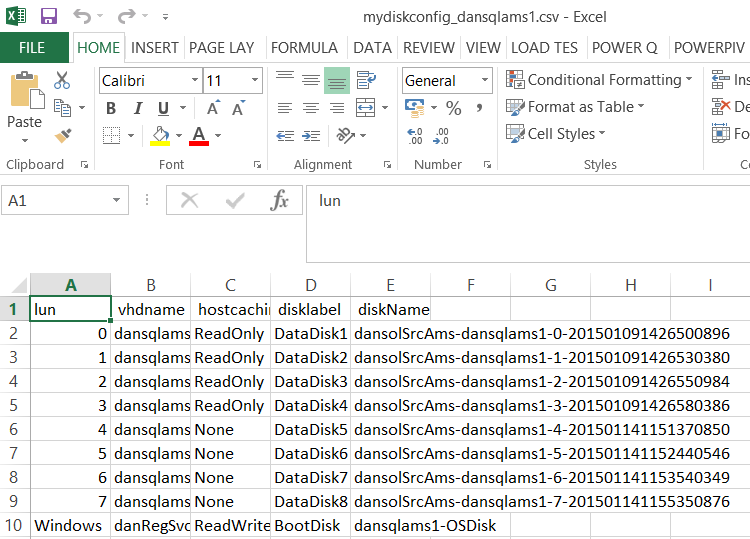 mydiskconfig_dansqlams1.csv - Excel
FILE HOME INSERT PAGE LAY FORMULA DATA REVIEW VIEW LOAD TES POWER Q POWERPIV
Calibri 11 General Conditional Formatting Ins
Paste B I U A A % , Format as Table De
A Cell Styles Fo
Clipboard Font Alignment Number Styles C
A1 fx lun
A B C D E F G H I
1 lun vhdname hostcachi disklabel diskName
2 0 dansqlams ReadOnly DataDisk1 dansolSrcAms-dansqlams1-0-201501091426500896
3 1 dansqlams ReadOnly DataDisk2 dansolSrcAms-dansqlams1-1-201501091426530380
4 2 dansqlams ReadOnly DataDisk3 dansolSrcAms-dansqlams1-2-201501091426550984
5 3 dansqlams ReadOnly DataDisk4 dansolSrcAms-dansqlams1-3-201501091426580386
6 4 dansqlams None DataDisk5 dansolSrcAms-dansqlams1-4-201501141151370850
7 5 dansqlams None DataDisk6 dansolSrcAms-dansqlams1-5-201501141152440546
8 6 dansqlams None DataDisk7 dansolSrcAms-dansqlams1-6-201501141153540349
9 7 dansqlams None DataDisk8 dansolSrcAms-dansqlams1-7-201501141155350876
10 Windows danRegSvc ReadWrite BootDisk dansqlams1-OSDisk